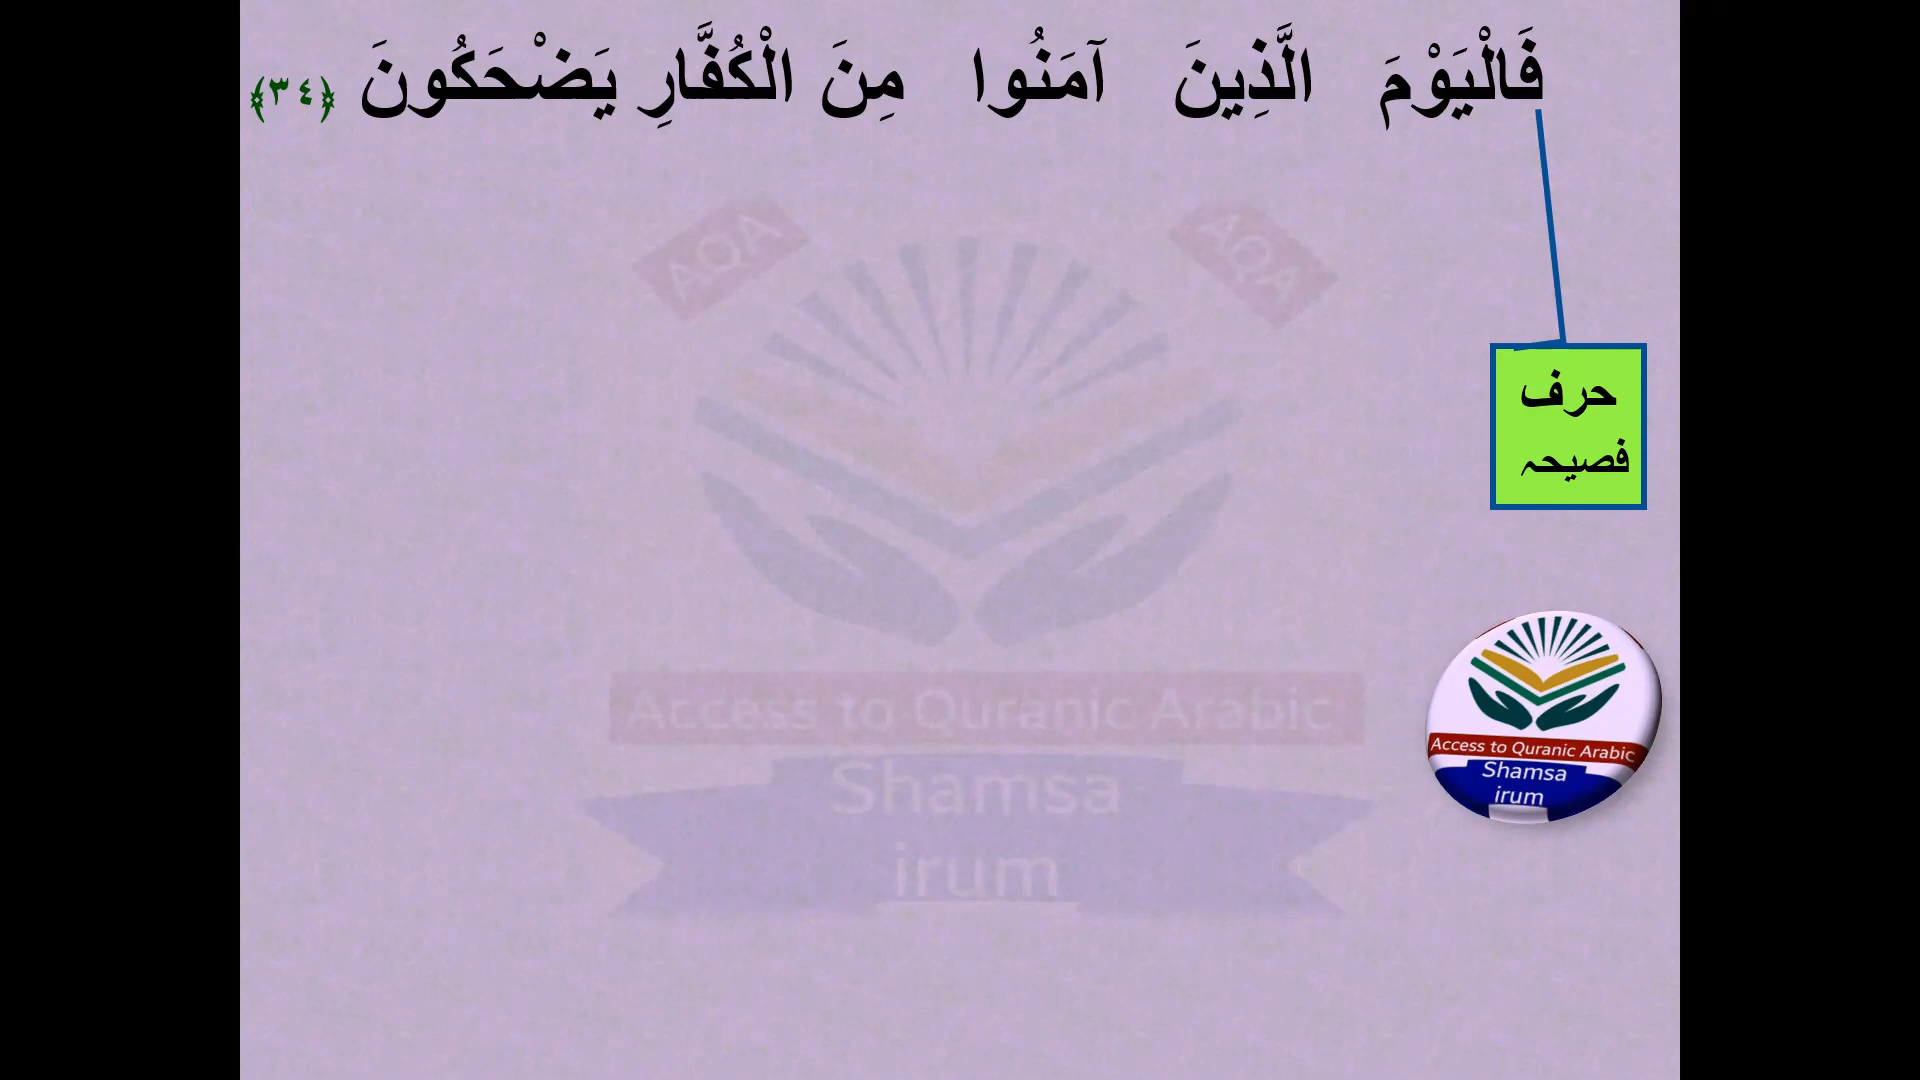 فَالْيَوْمَ الَّذِينَ آمَنُوا مِنَ الْكُفَّارِ يَضْحَكُونَ ﴿٣٤﴾
AQA
AQA
حرف
فصیحہ
Access to Quranic Arabic
Shamsa
irum
Access to Quranic Arabic
Shamsa
irum